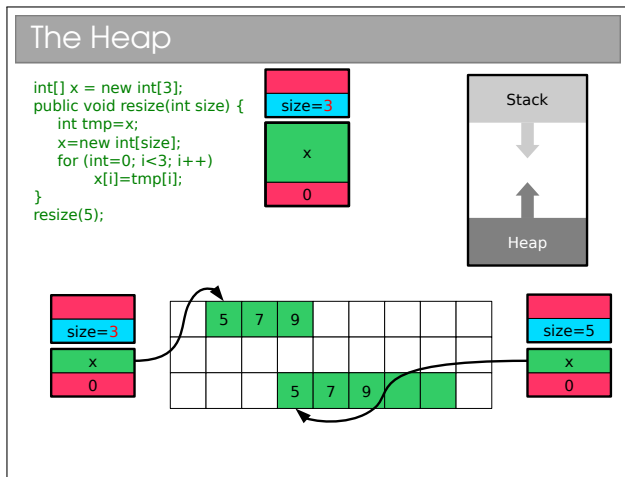 The Heap
int[] x = new int[3];
public void resize(int size) {
int tmp=x;
x=new int[size];
for (int=0; i<3; i++)
x[i]=tmp[i];
}
resize(5);
size=3
x
0
Stack
Heap
size=3
x
0
5 7 9
5 7 9
size=5
x
0